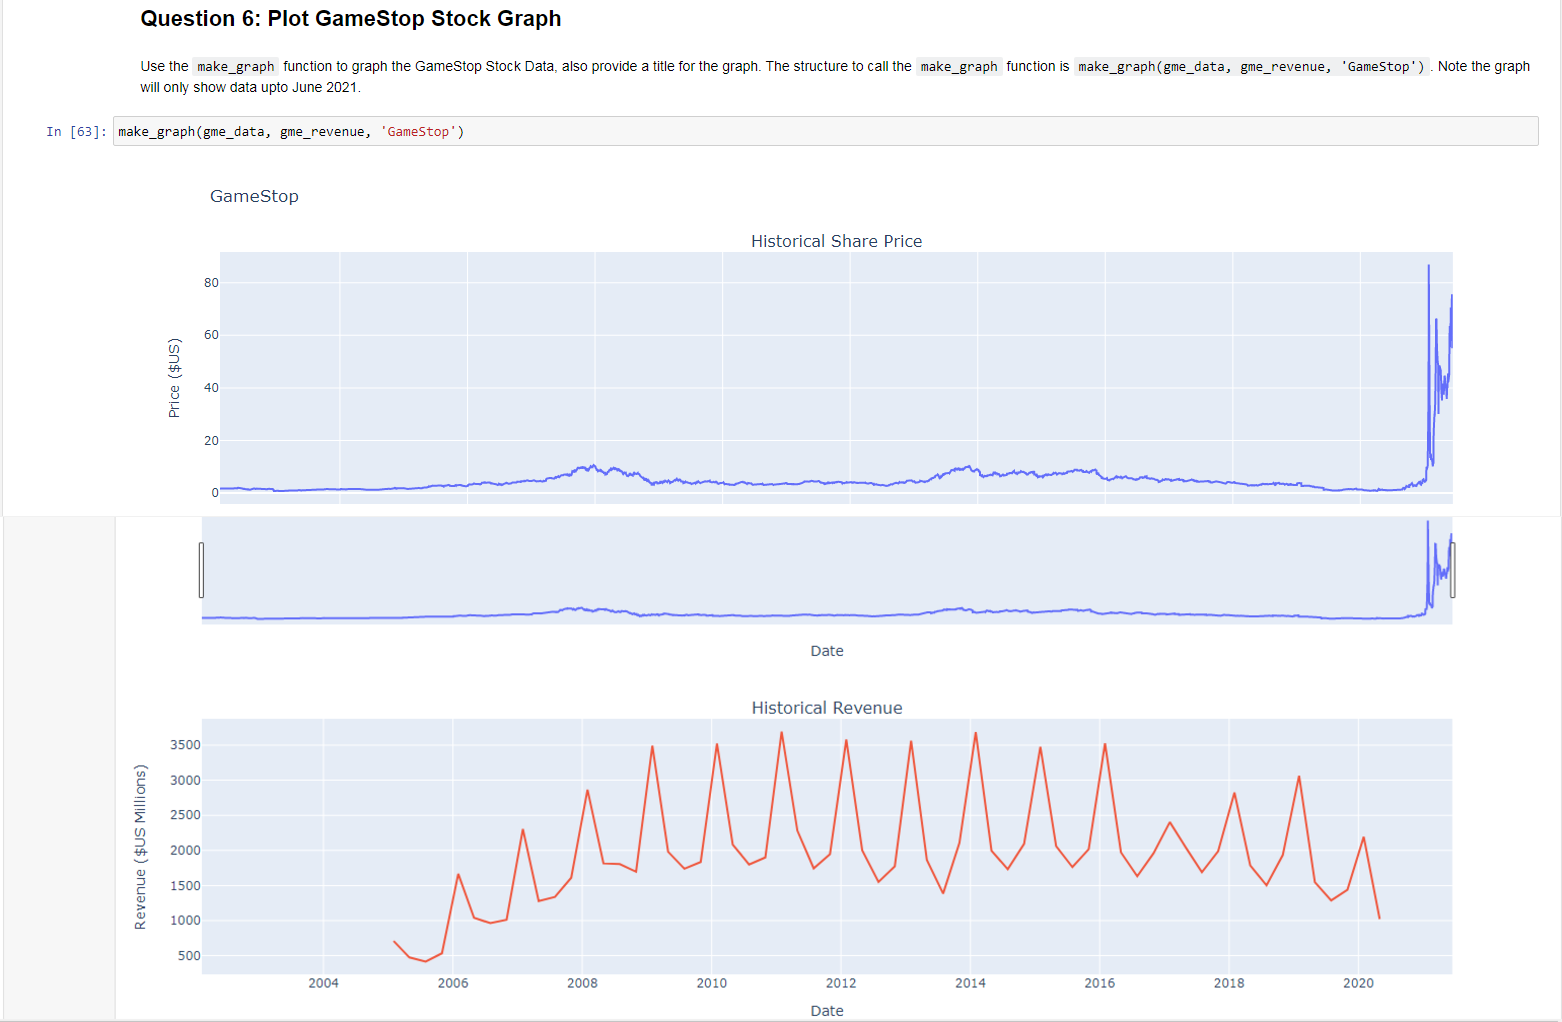 Question 6: Plot GameStop Stock Graph
Use the make_graph function to graph the GameStop Stock Data, also provide a title for the graph. The structure to call the make_graph function is make_graph(gme_data, gme_revenue, 'GameStop') . Note the graph
will only show data upto June 2021.
In [63]: make_graph(gme_data, gme_revenue, 'GameStop')
GameStop
Historical Share Price
Price ($US)
80
60
40
20
0
Date
Historical Revenue
Revenue ($US Millions)
3500
3000
2500
2000
1500
1000
500
2004 2006 2008 2010 2012 2014 2016 2018 2020
Date